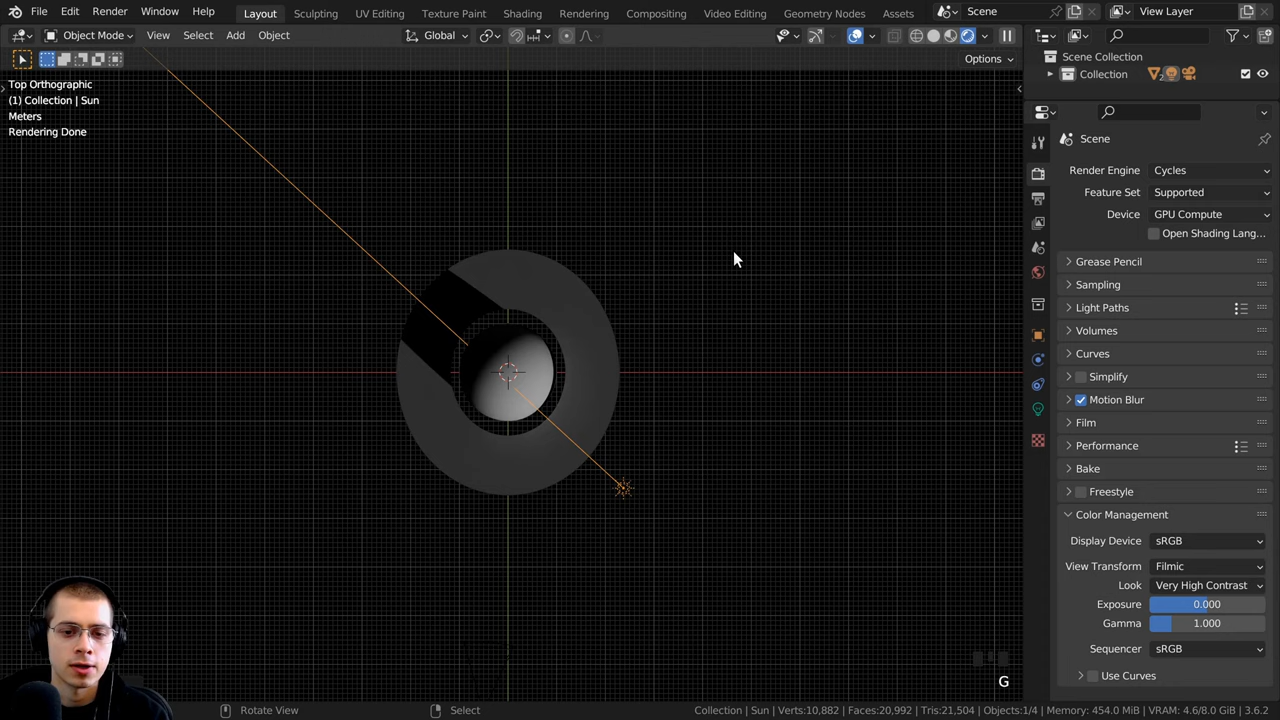 File Edit Render Window Help Layout Sculpting UV Editing Texture Paint Shading Rendering Compositing Video Editing Geometry Nodes Assets Scene View Layer
Object Mode View Select Add Object Global
Options
Top Orthographic
(1) Collection | Sun
Meters
Rendering Done
Scene Collection
Collection
Scene
Render Engine Cycles
Feature Set Supported
Device GPU Compute
Open Shading Lang...
Grease Pencil
Sampling
Light Paths
Volumes
Curves
Simplify
Motion Blur
Film
Performance
Bake
Freestyle
Color Management
Display Device sRGB
View Transform Filmic
Look Very High Contrast
Exposure 0.000
Gamma 1.000
Sequencer sRGB
Use Curves
G
Rotate View Select Collection | Sun | Verts:10,882 | Faces:20,992 | Tris:21,504 | Objects:1/4 | Memory: 454.0 MiB | VRAM: 4.6/8.0 GiB | 3.6.2